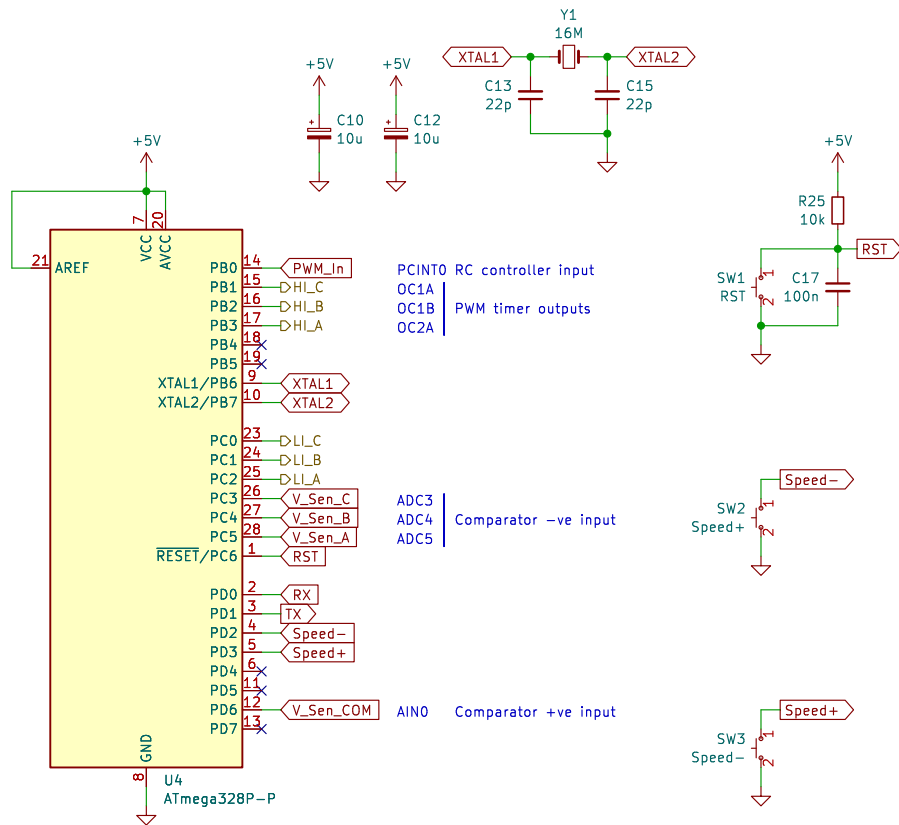 Y1
16M
XTAL1
XTAL2
C13
22p
C15
22p
+5V
+5V
C10
10u
C12
10u
+5V
+5V
R25
10k
RST
SW1
RST
1
2
C17
100n
7
20
VCC
AVCC
21
AREF
PB0
14
PWM_In
PCINT0 RC controller input
PB1
15
HI_C
OC1A
PB2
16
HI_B
OC1B
PWM timer outputs
PB3
17
HI_A
OC2A
PB4
18
PB5
19
XTAL1/PB6
9
XTAL1
XTAL2/PB7
10
XTAL2
PC0
23
LI_C
PC1
24
LI_B
PC2
25
LI_A
PC3
26
V_Sen_C
ADC3
PC4
27
V_Sen_B
ADC4
Comparator -ve input
PC5
28
V_Sen_A
ADC5
RESET/PC6
1
RST
Speed-
SW2
Speed+
1
2
PD0
2
RX
PD1
3
TX
PD2
4
Speed-
PD3
5
Speed+
PD4
6
PD5
11
PD6
12
V_Sen_COM
AIN0
Comparator +ve input
PD7
13
Speed+
SW3
Speed-
1
2
GND
8
U4
ATmega328P-P